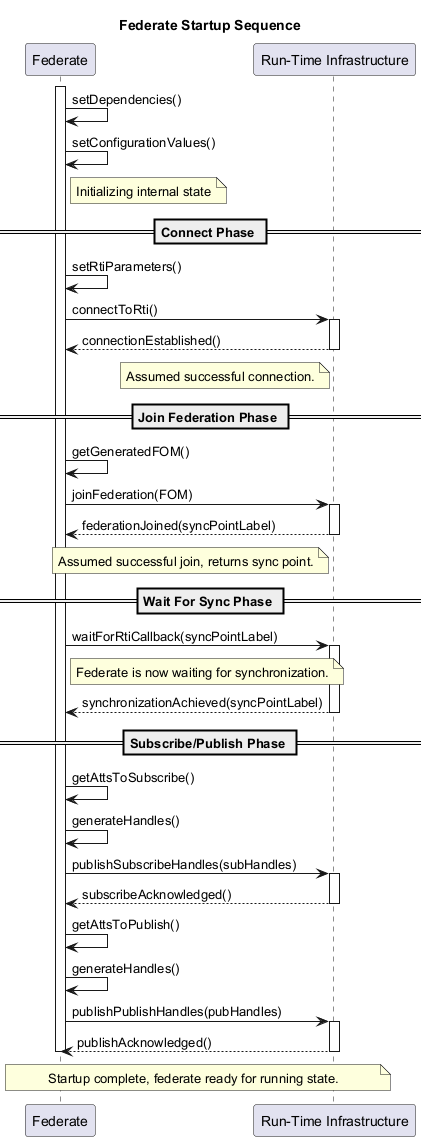 Federate Startup Sequence
Federate
Run-Time Infrastructure
setDependencies()
setConfigurationValues()
Initializing internal state
Connect Phase
setRtiParameters()
connectToRti()
connectionEstablished()
Assumed successful connection.
Join Federation Phase
getGeneratedFOM()
joinFederation(FOM)
federationJoined(syncPointLabel)
Assumed successful join, returns sync point.
Wait For Sync Phase
waitForRtiCallback(syncPointLabel)
Federate is now waiting for synchronization.
synchronizationAchieved(syncPointLabel)
Subscribe/Publish Phase
getAttsToSubscribe()
generateHandles()
publishSubscribeHandles(subHandles)
subscribeAcknowledged()
getAttsToPublish()
generateHandles()
publishPublishHandles(pubHandles)
publishAcknowledged()
Startup complete, federate ready for running state.
Federate
Run-Time Infrastructure